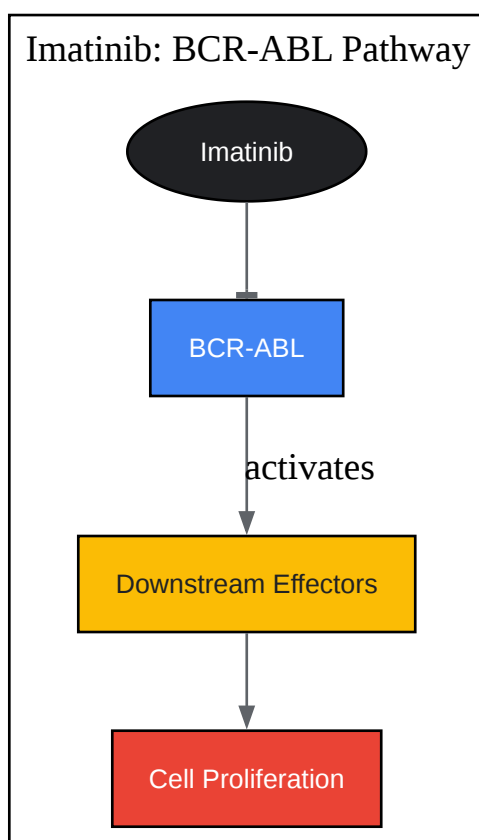 Imatinib: BCR-ABL Pathway
Imatinib
BCR-ABL
activates
Downstream Effectors
Cell Proliferation